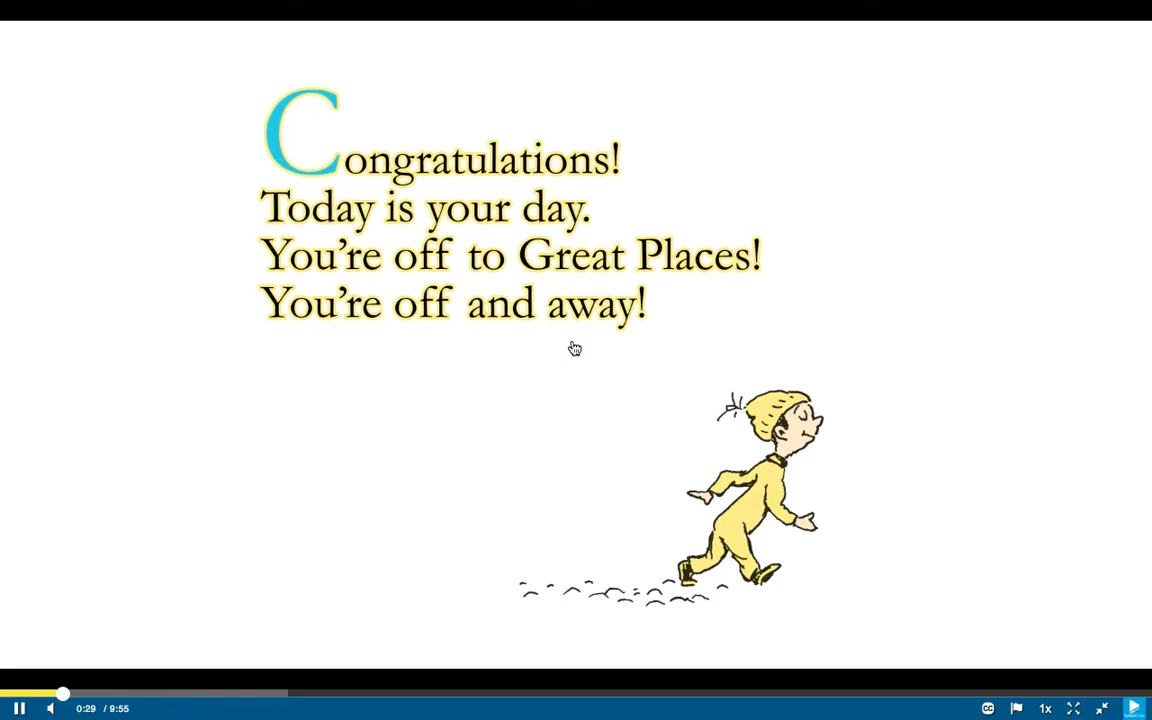 Congratulations!
Today is your day.
You're off to Great Places!
You're off and away!
0:29 / 9:55
CC
1x